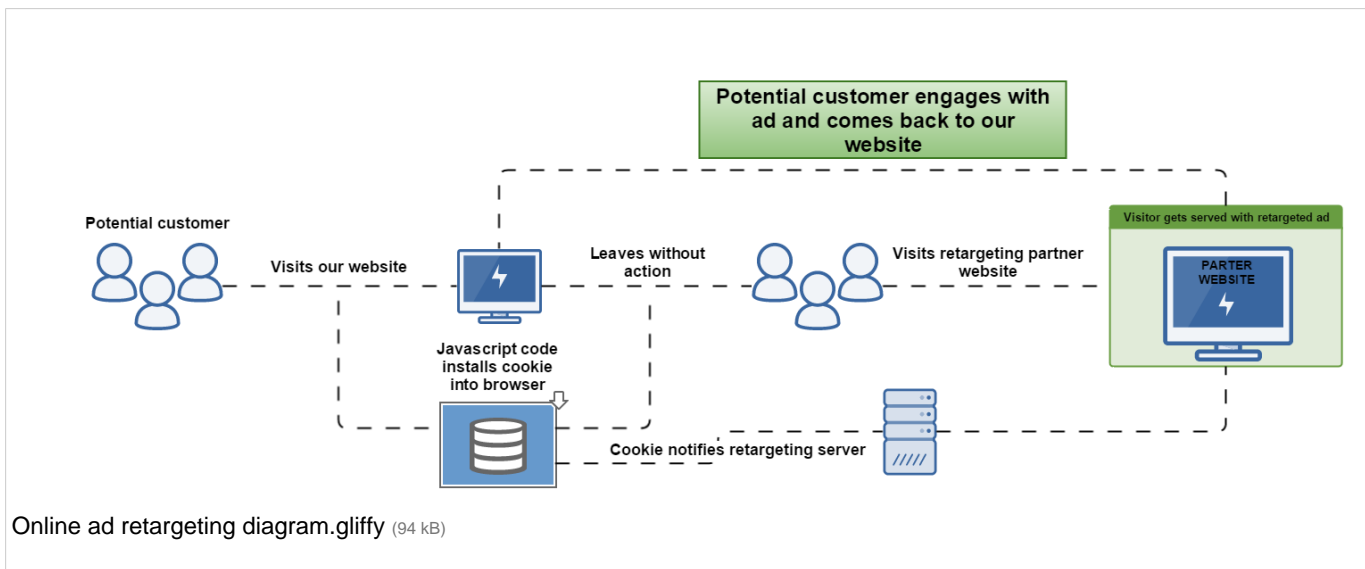 Potential customer engages with
ad and comes back to our
website
Potential customer
Visits our website
Leaves without
action
Visits retargeting partner
website
Visitor gets served with retargeted ad
PARTER
WEBSITE
Javascript code
installs cookie
into browser
Cookie notifies retargeting server
Online ad retargeting diagram.gliffy (94 kB)